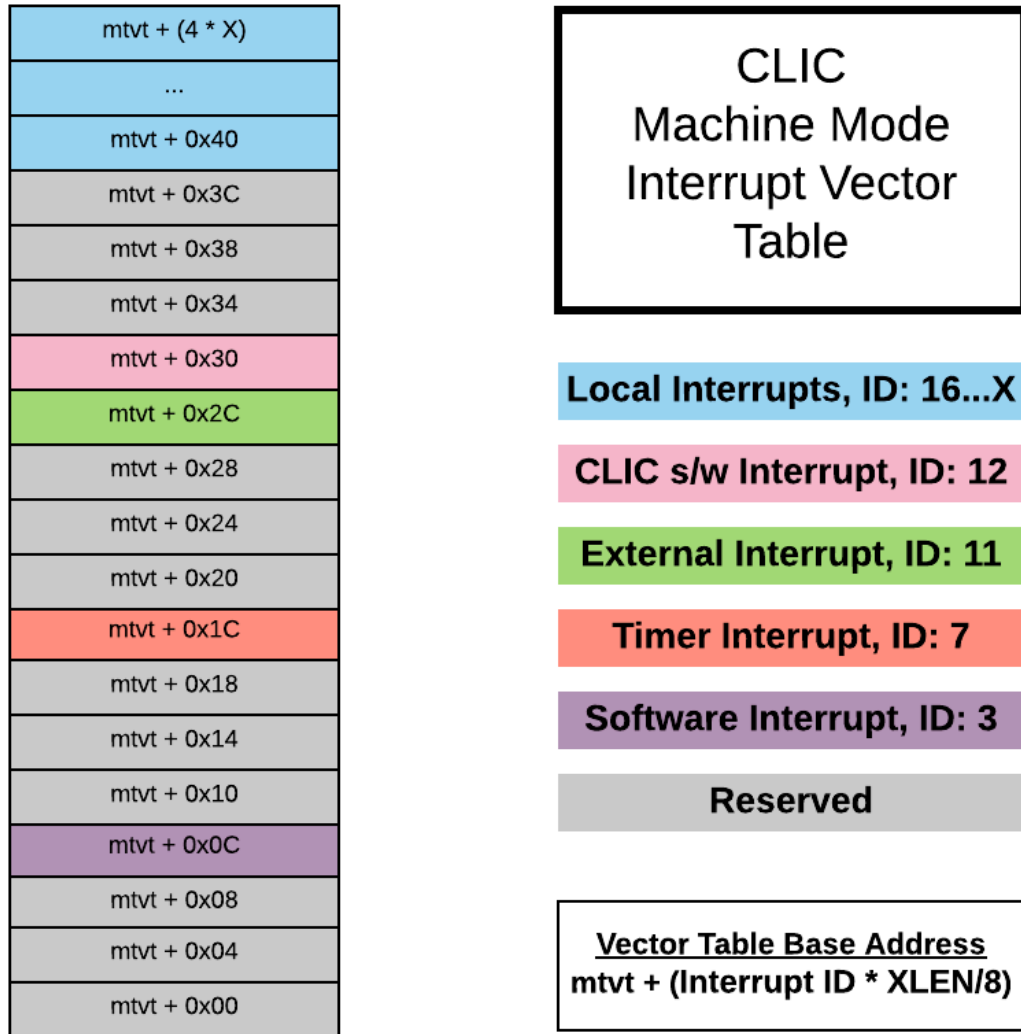 mtvt + (4 * X)
...
mtvt + 0x40
mtvt + 0x3C
mtvt + 0x38
mtvt + 0x34
mtvt + 0x30
mtvt + 0x2C
mtvt + 0x28
mtvt + 0x24
mtvt + 0x20
mtvt + 0x1C
mtvt + 0x18
mtvt + 0x14
mtvt + 0x10
mtvt + 0x0C
mtvt + 0x08
mtvt + 0x04
mtvt + 0x00
CLIC
Machine Mode
Interrupt Vector
Table
Local Interrupts, ID: 16...X
CLIC s/w Interrupt, ID: 12
External Interrupt, ID: 11
Timer Interrupt, ID: 7
Software Interrupt, ID: 3
Reserved
Vector Table Base Address
mtvt + (Interrupt ID * XLEN/8)